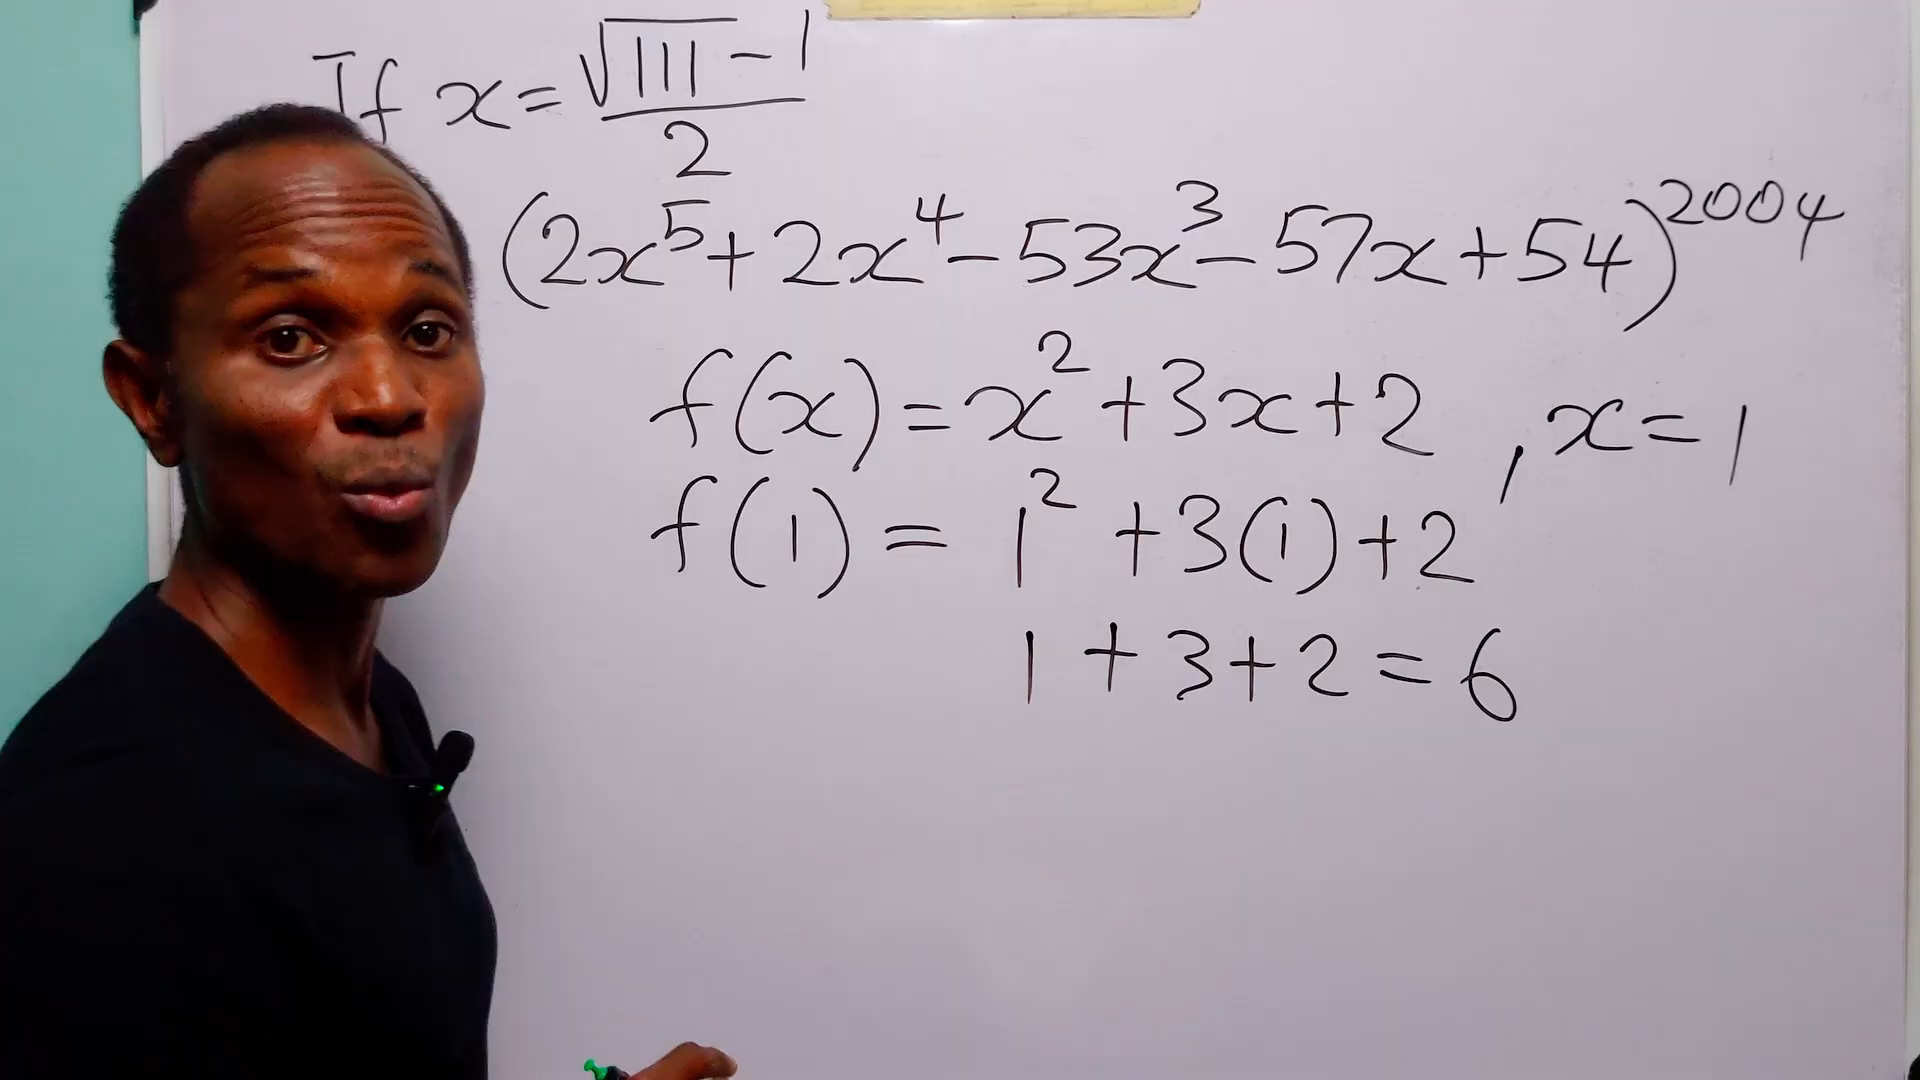 If x = (√111 - 1)/2
(2x⁵ + 2x⁴ - 53x³ - 57x + 54)²⁰⁰⁴
f(x) = x² + 3x + 2 , x = 1
f(1) = 1² + 3(1) + 2
1 + 3 + 2 = 6